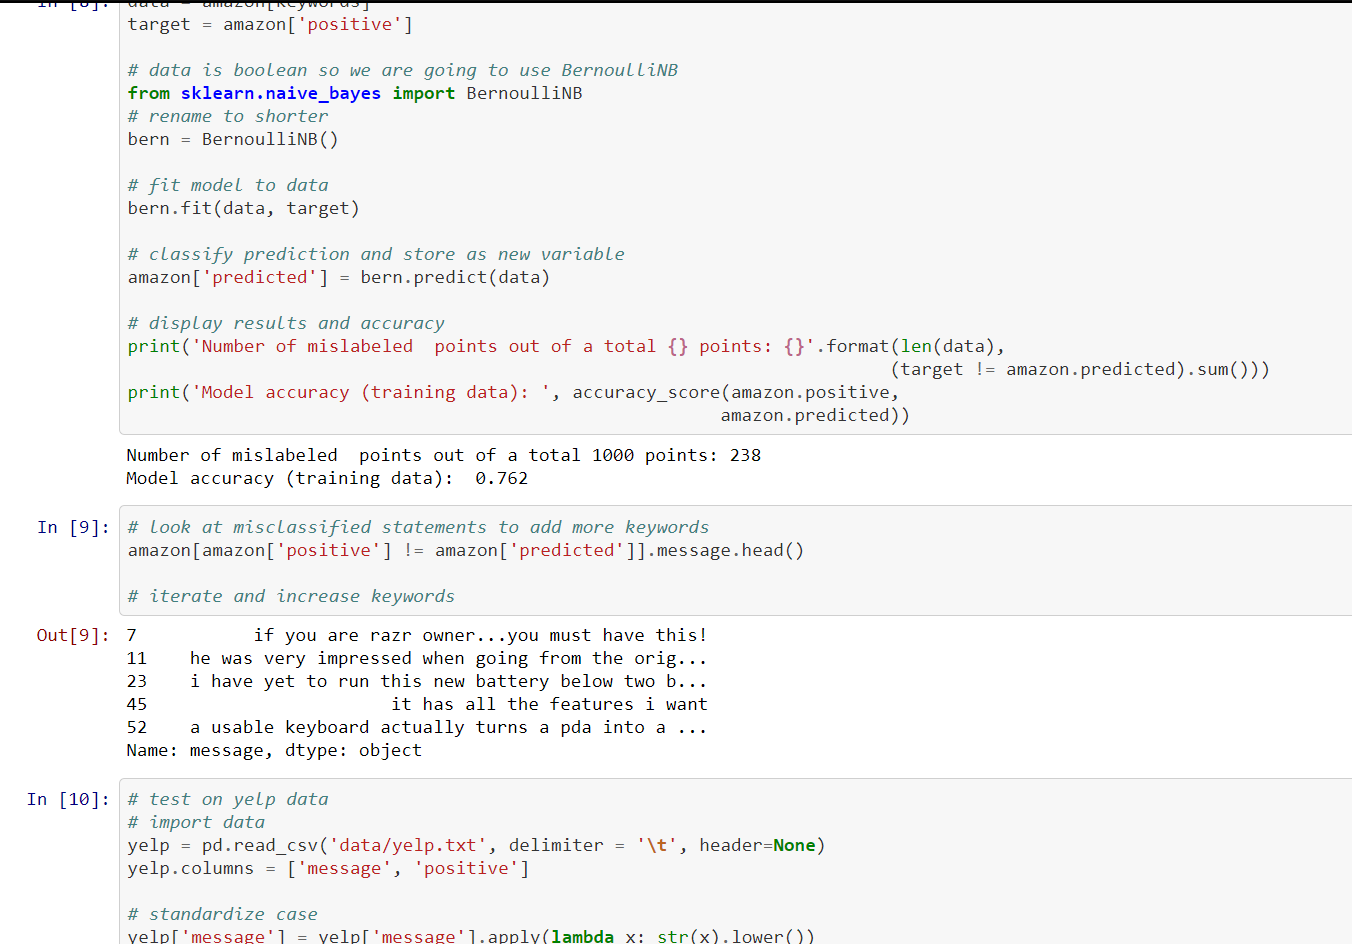 In [8]: data = amazon[keywords]
target = amazon['positive']
# data is boolean so we are going to use BernoulliNB
from sklearn.naive_bayes import BernoulliNB
# rename to shorter
bern = BernoulliNB()
# fit model to data
bern.fit(data, target)
# classify prediction and store as new variable
amazon['predicted'] = bern.predict(data)
# display results and accuracy
print('Number of mislabeled  points out of a total {} points: {}'.format(len(data),
(target != amazon.predicted).sum()))
print('Model accuracy (training data): ', accuracy_score(amazon.positive,
amazon.predicted))
Number of mislabeled  points out of a total 1000 points: 238
Model accuracy (training data):  0.762
In [9]: # look at misclassified statements to add more keywords
amazon[amazon['positive'] != amazon['predicted']].message.head()
# iterate and increase keywords
Out[9]: 7 if you are razr owner...you must have this!
11 he was very impressed when going from the orig...
23 i have yet to run this new battery below two b...
45 it has all the features i want
52 a usable keyboard actually turns a pda into a ...
Name: message, dtype: object
In [10]: # test on yelp data
# import data
yelp = pd.read_csv('data/yelp.txt', delimiter = '\t', header=None)
yelp.columns = ['message', 'positive']
# standardize case
yelp['message'] = yelp['message'].apply(lambda x: str(x).lower())